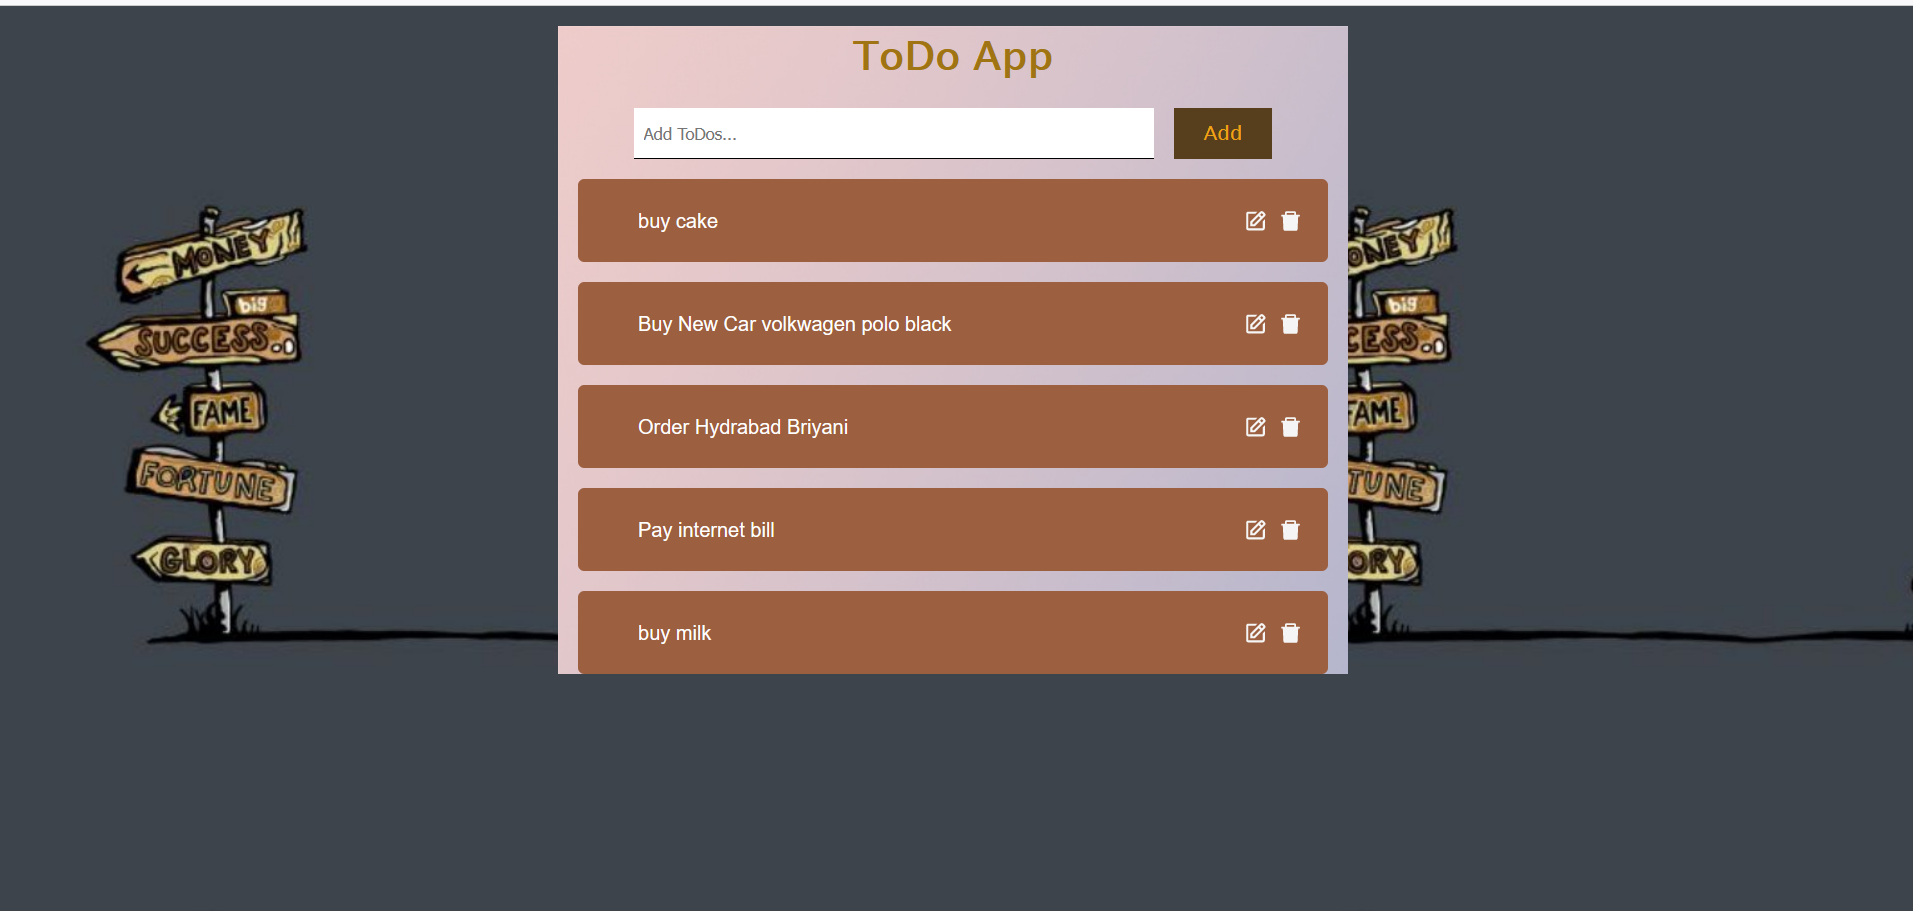 ToDo App
Add ToDos...
Add
buy cake
Buy New Car volkwagen polo black
Order Hydrabad Briyani
Pay internet bill
buy milk
MONEY
big
SUCCESS..
FAME
FORTUNE
GLORY
ONEY
big
CESS..
FAME
TUNE
ORY